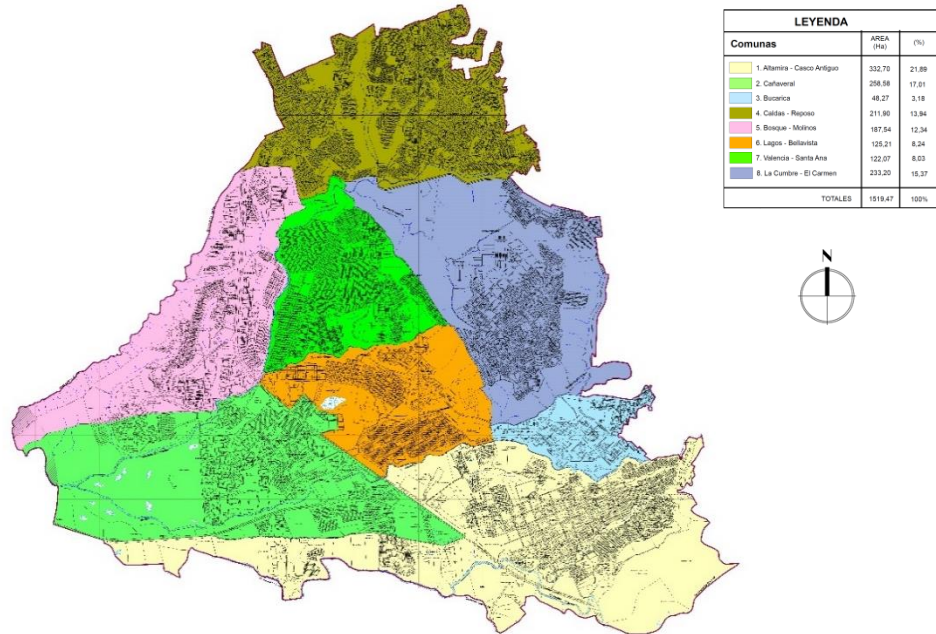 LEYENDA
Comunas AREA (Ha) (%)
1. Altamira - Casco Antiguo 332,70 21,89
2. Cañaveral 258,58 17,01
3. Bucarica 48,27 3,18
4. Caldas - Reposo 211,90 13,94
5. Bosque - Molinos 187,54 12,34
6. Lagos - Bellavista 125,21 8,24
7. Valencia - Santa Ana 122,07 8,03
8. La Cumbre - El Carmen 233,20 15,37
TOTALES 1519,47 100%
N